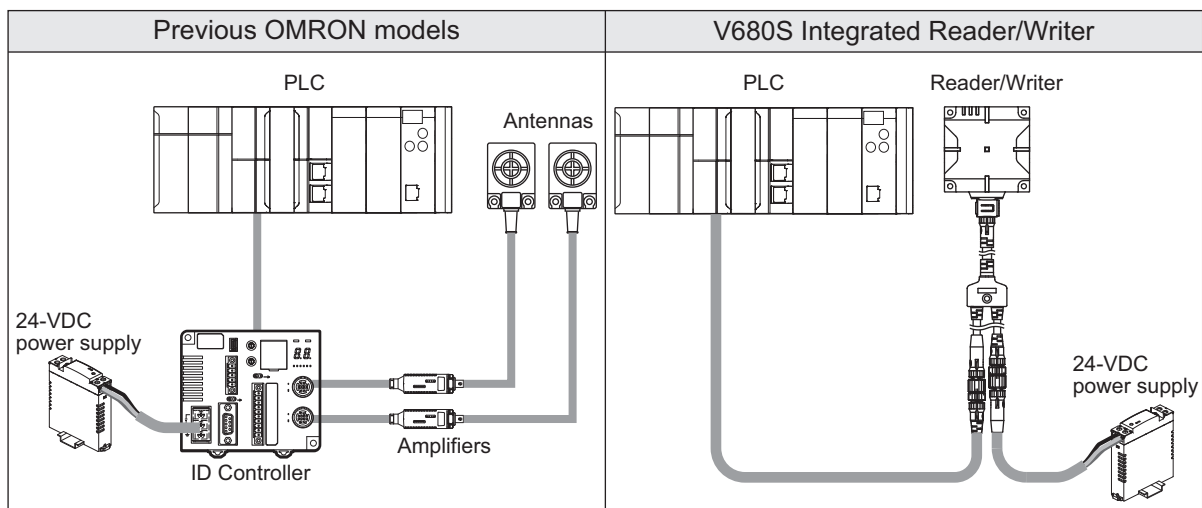 Previous OMRON models
V680S Integrated Reader/Writer
PLC
Antennas
24-VDC
power supply
Amplifiers
ID Controller
PLC
Reader/Writer
24-VDC
power supply